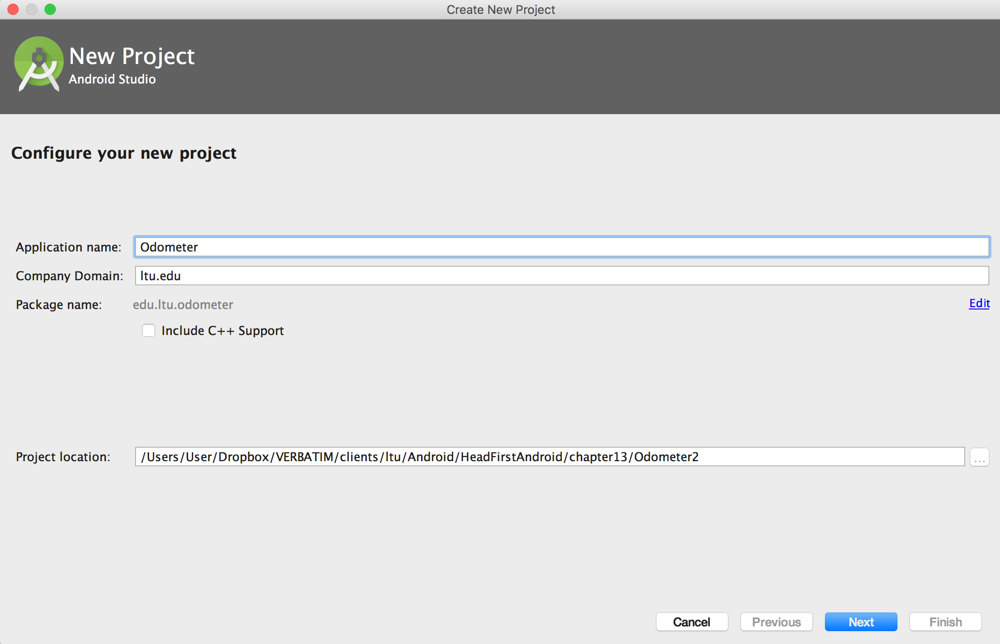 Create New Project
New Project
Android Studio
Configure your new project
Application name: Odometer
Company Domain: ltu.edu
Package name: edu.ltu.odometer Edit
Include C++ Support
Project location: /Users/User/Dropbox/VERBATIM/clients/ltu/Android/HeadFirstAndroid/chapter13/Odometer2 ...
Cancel Previous Next Finish